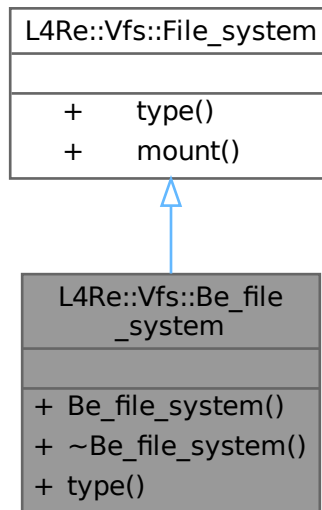 L4Re::Vfs::File_system
+ type()
+ mount()
L4Re::Vfs::Be_file
_system
+ Be_file_system()
+ ~Be_file_system()
+ type()